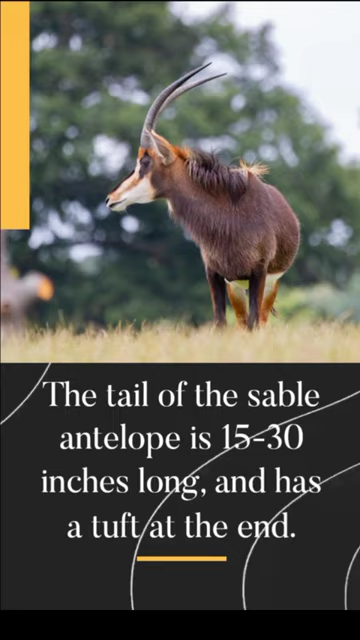 The tail of the sable
antelope is 15-30
inches long, and has
a tuft at the end.